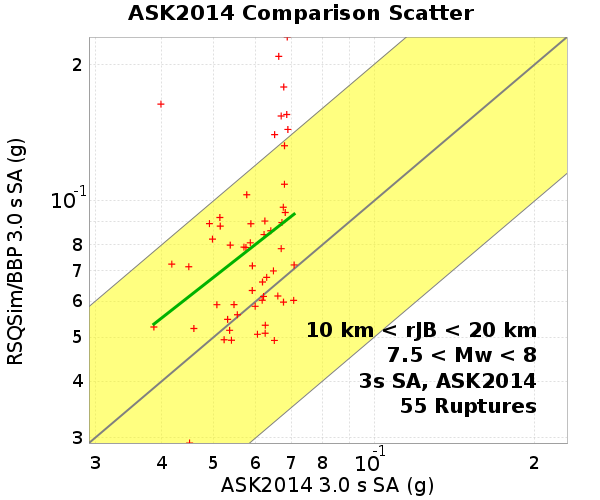 ASK2014 Comparison Scatter
RSQSim/BBP 3.0 s SA (g)
2
10-1
8
7
6
5
4
3
10 km < rJB < 20 km
7.5 < Mw < 8
3s SA, ASK2014
55 Ruptures
3 4 5 6 7 8 10-1 2
ASK2014 3.0 s SA (g)